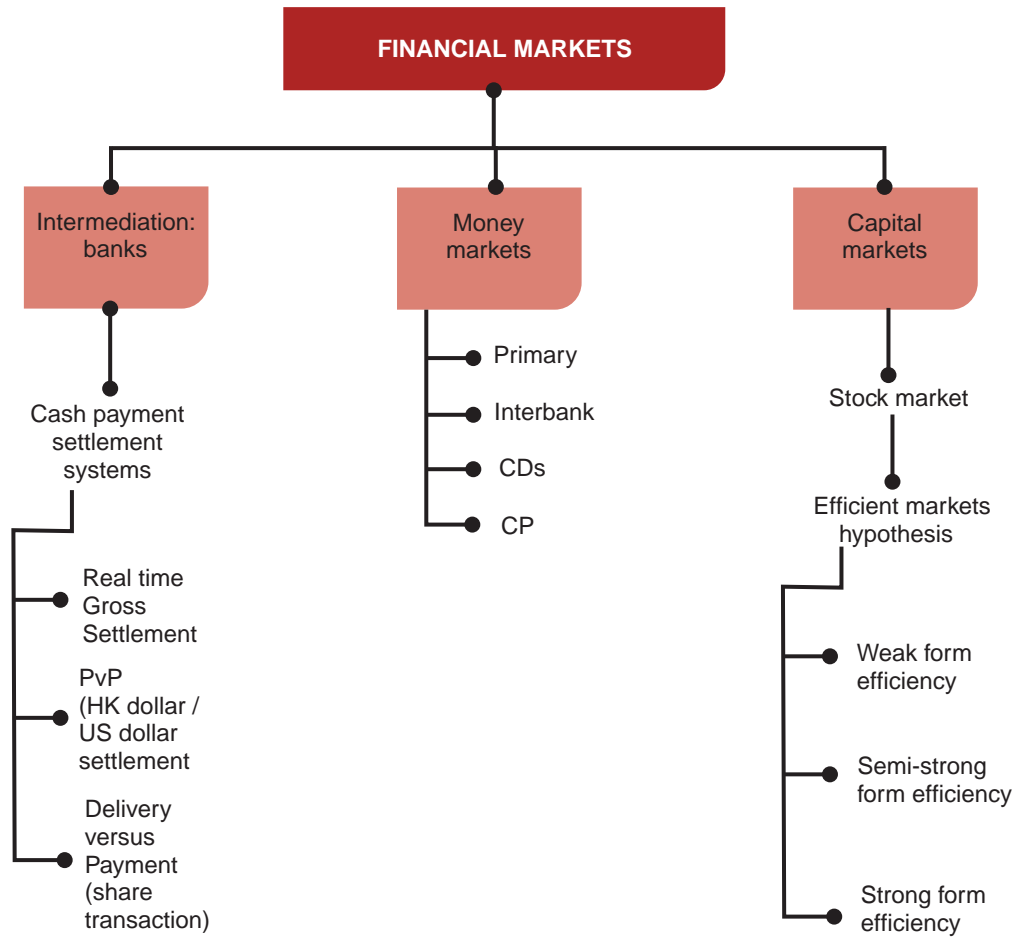 FINANCIAL MARKETS
Intermediation:
banks
Cash payment
settlement
systems
Real time
Gross
Settlement
PvP
(HK dollar /
US dollar
settlement
Delivery
versus
Payment
(share
transaction)
Money
markets
Primary
Interbank
CDs
CP
Capital
markets
Stock market
Efficient markets
hypothesis
Weak form
efficiency
Semi-strong
form efficiency
Strong form
efficiency